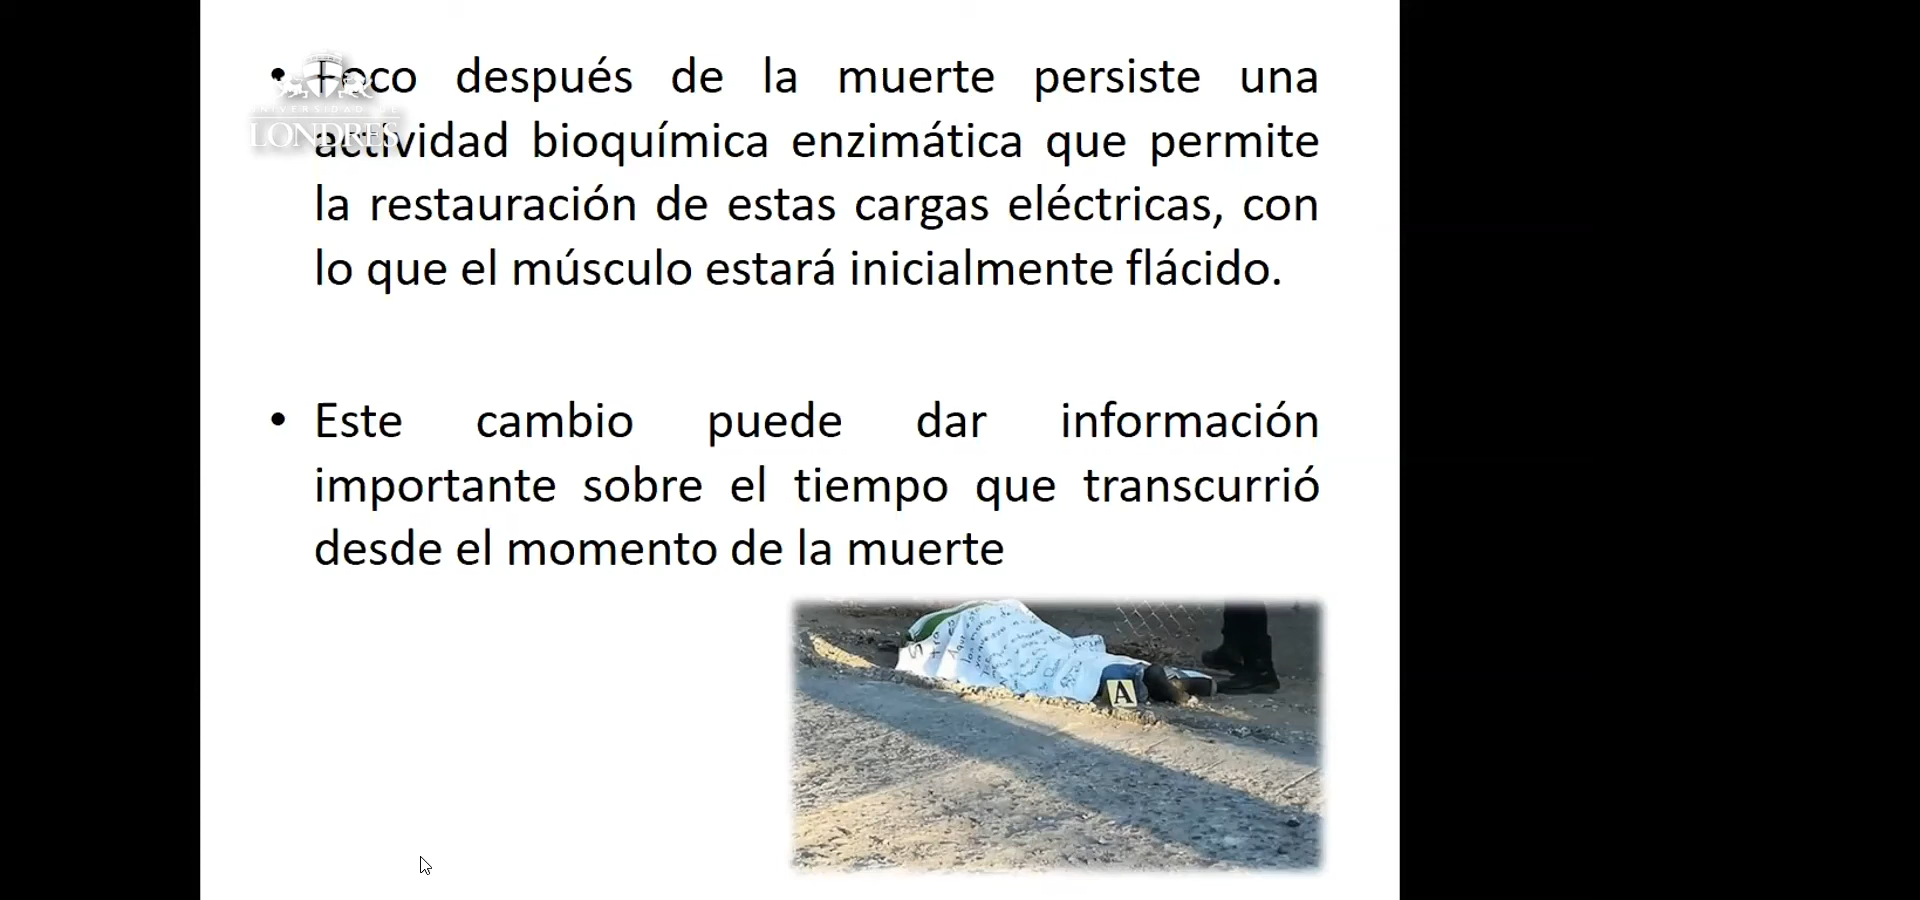 • Poco después de la muerte persiste una
actividad bioquímica enzimática que permite
la restauración de estas cargas eléctricas, con
lo que el músculo estará inicialmente flácido.
UNIVERSIDAD DE
LONDRES
• Este cambio puede dar información
importante sobre el tiempo que transcurrió
desde el momento de la muerte
A